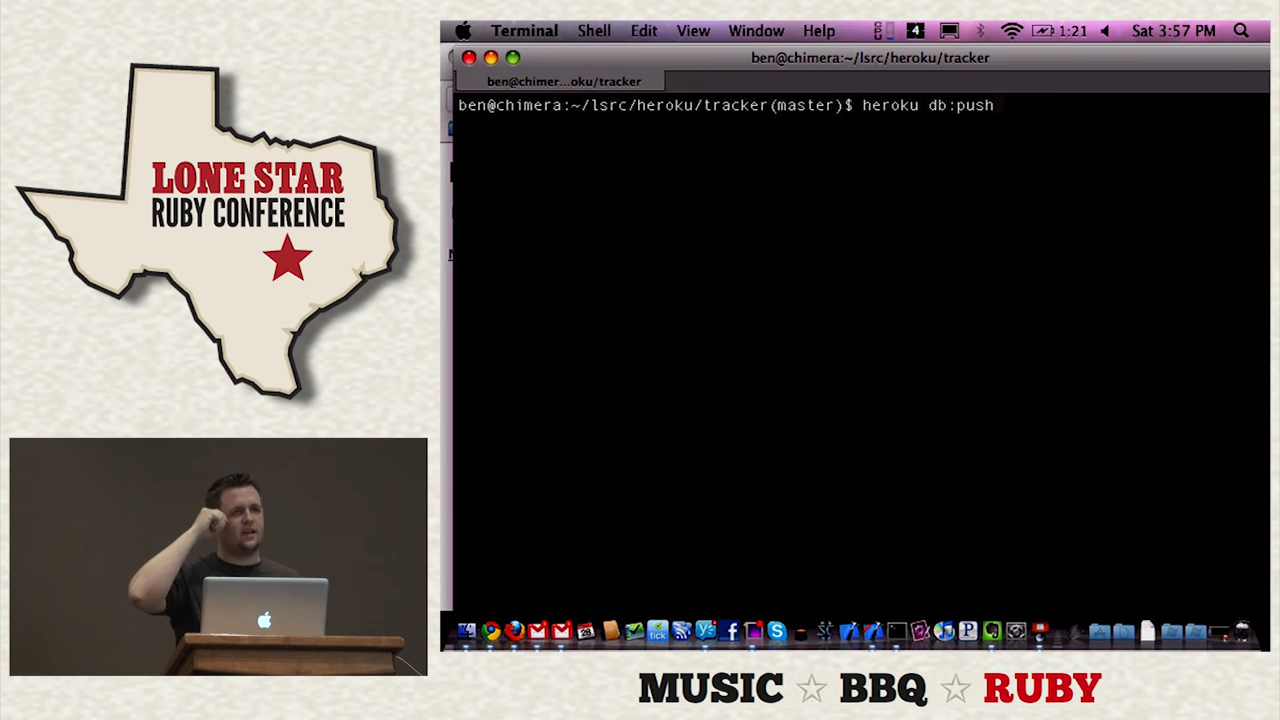 LONE STAR
RUBY CONFERENCE
Terminal Shell Edit View Window Help 4 1:21 Sat 3:57 PM
ben@chimera:~/lsrc/heroku/tracker
ben@chimer...oku/tracker
ben@chimera:~/lsrc/heroku/tracker(master)$ heroku db:push
MUSIC ☆ BBQ ☆ RUBY